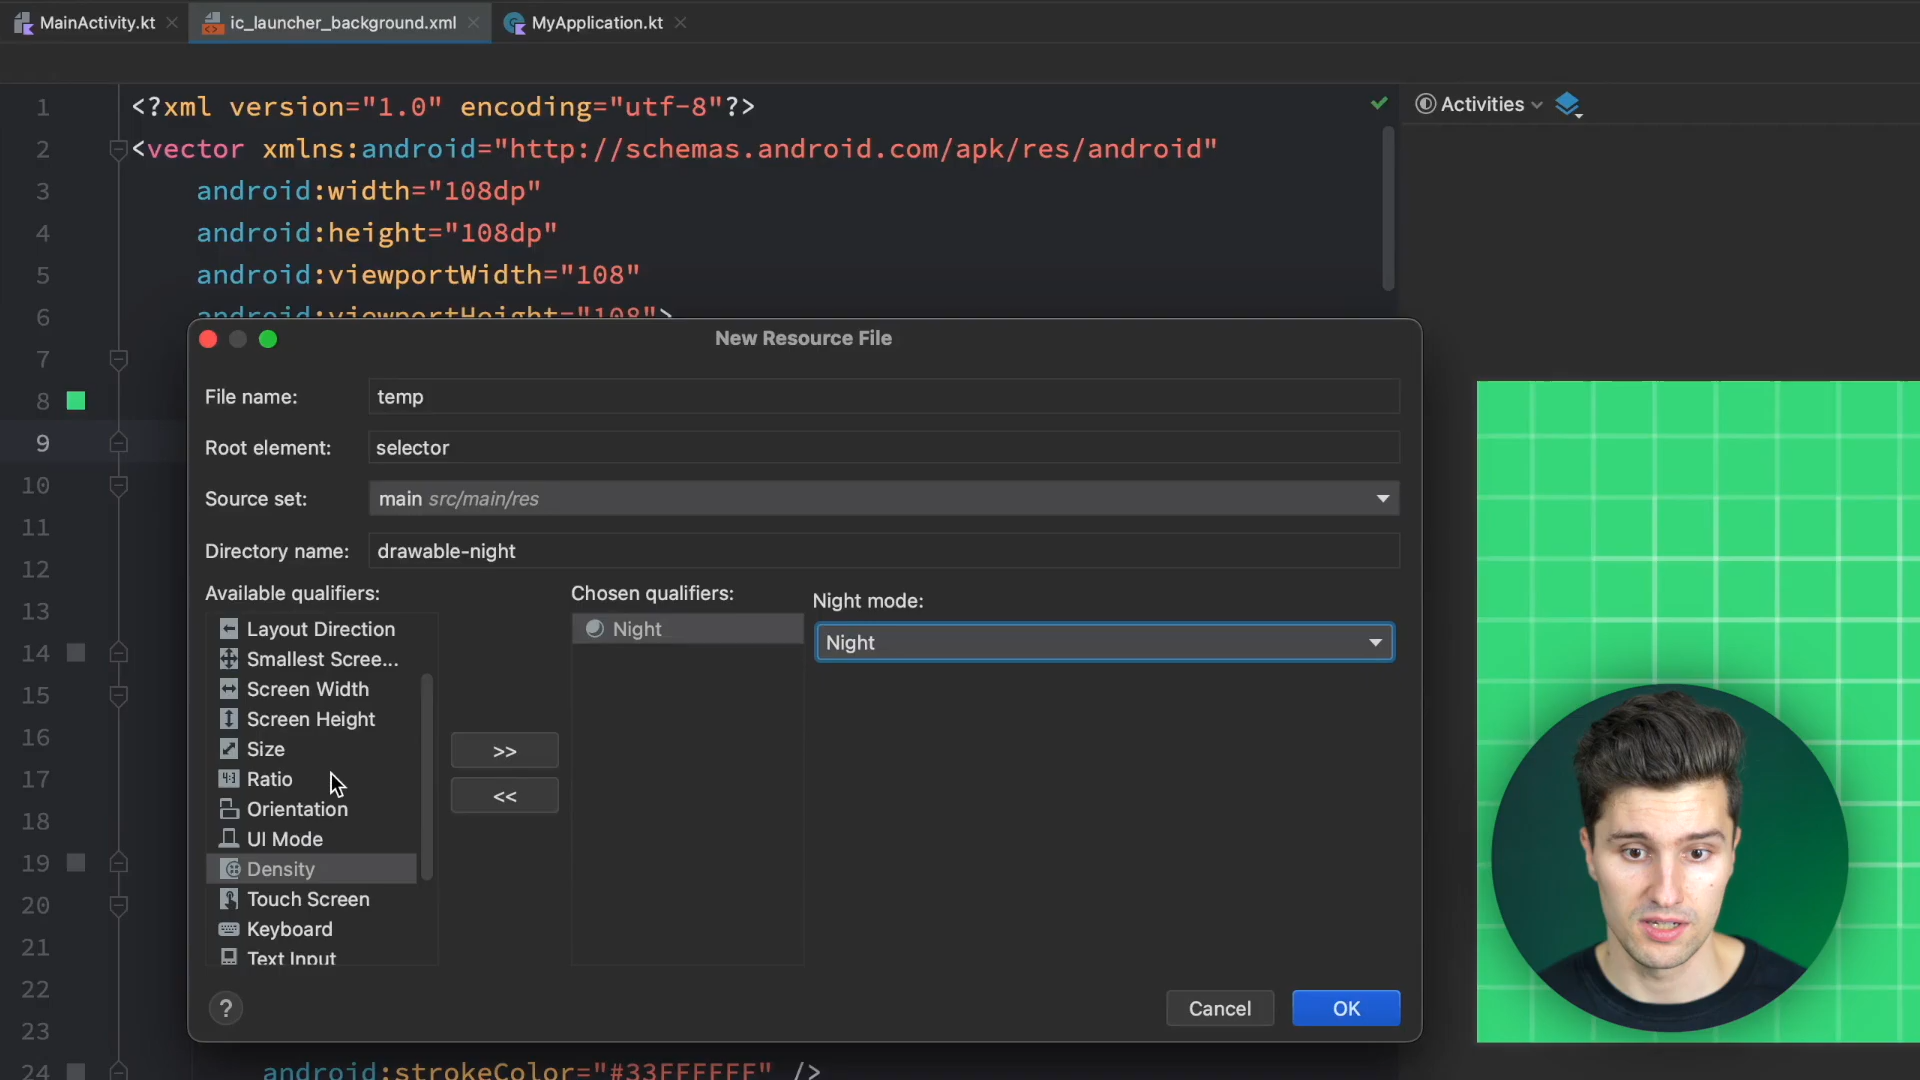 MainActivity.kt
ic_launcher_background.xml
MyApplication.kt
1
<?xml version="1.0" encoding="utf-8"?>
Activities
2
<vector xmlns:android="http://schemas.android.com/apk/res/android"
3
android:width="108dp"
4
android:height="108dp"
5
android:viewportWidth="108"
6
android:viewportHeight="108">
7
8
9
10
11
12
13
14
15
16
17
18
19
20
21
22
23
24
New Resource File
File name:
temp
Root element:
selector
Source set:
main src/main/res
Directory name:
drawable-night
Available qualifiers:
Layout Direction
Smallest Scree...
Screen Width
Screen Height
Size
Ratio
Orientation
UI Mode
Density
Touch Screen
Keyboard
Text Input
>>
<<
Chosen qualifiers:
Night
Night mode:
Night
?
Cancel
OK
android:strokeColor="#33FFFFFF" />